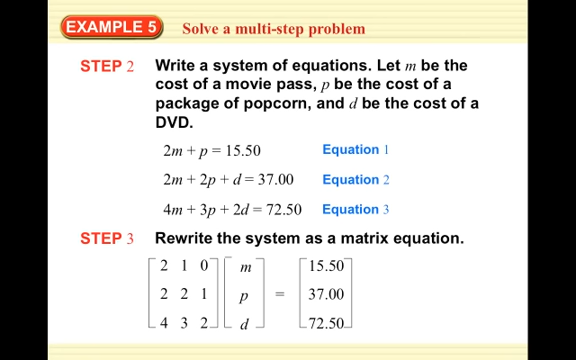 EXAMPLE 5 Solve a multi-step problem
STEP 2 Write a system of equations. Let m be the
cost of a movie pass, p be the cost of a
package of popcorn, and d be the cost of a
DVD.
2m + p = 15.50 Equation 1
2m + 2p + d = 37.00 Equation 2
4m + 3p + 2d = 72.50 Equation 3
STEP 3 Rewrite the system as a matrix equation.
2 1 0 m 15.50
2 2 1 p = 37.00
4 3 2 d 72.50